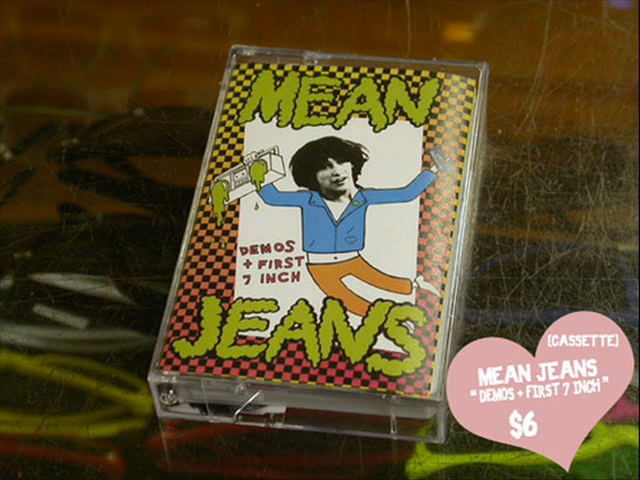 MEAN
DEMOS
+ FIRST
7 INCH
JEANS
(CASSETTE)
MEAN JEANS
"DEMOS + FIRST 7 INCH"
$6